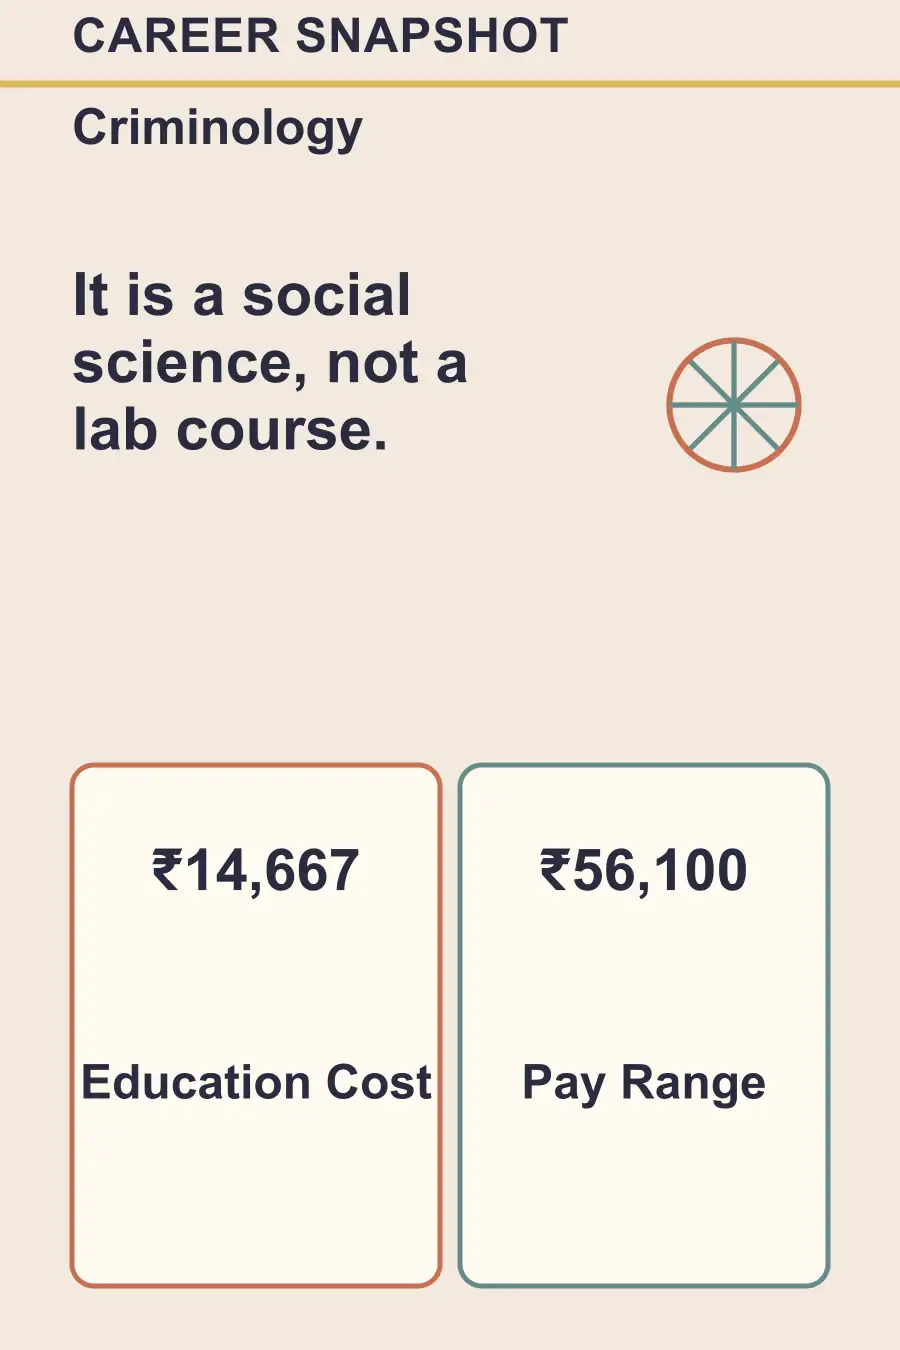 CAREER SNAPSHOT
Criminology
It is a social
science, not a
lab course.
₹14,667
₹56,100
Education Cost
Pay Range